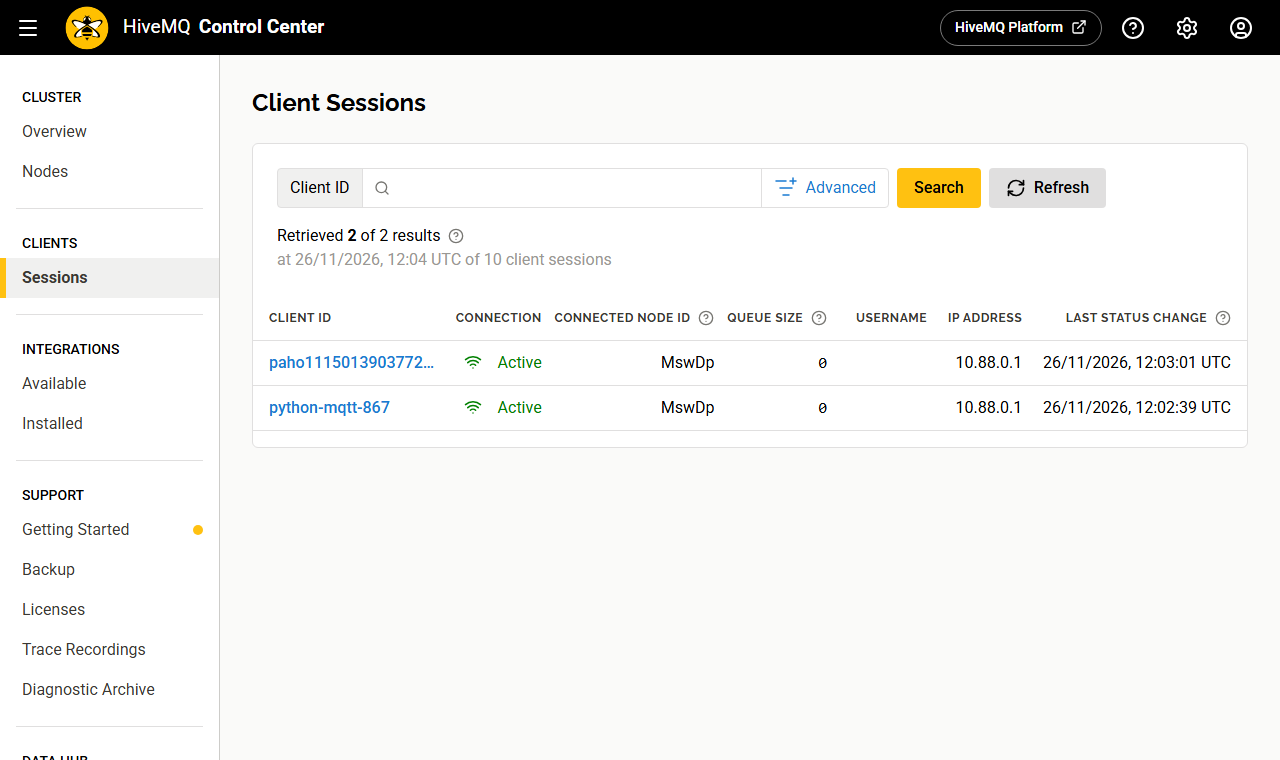 HiveMQ Control Center
HiveMQ Platform
CLUSTER
Overview
Nodes
CLIENTS
Sessions
INTEGRATIONS
Available
Installed
SUPPORT
Getting Started
Backup
Licenses
Trace Recordings
Diagnostic Archive
DATA HUB
Client Sessions
Client ID
Advanced
Search
Refresh
Retrieved 2 of 2 results
at 26/11/2026, 12:04 UTC of 10 client sessions
CLIENT ID CONNECTION CONNECTED NODE ID QUEUE SIZE USERNAME IP ADDRESS LAST STATUS CHANGE
paho1115013903772... Active MswDp 0 10.88.0.1 26/11/2026, 12:03:01 UTC
python-mqtt-867 Active MswDp 0 10.88.0.1 26/11/2026, 12:02:39 UTC